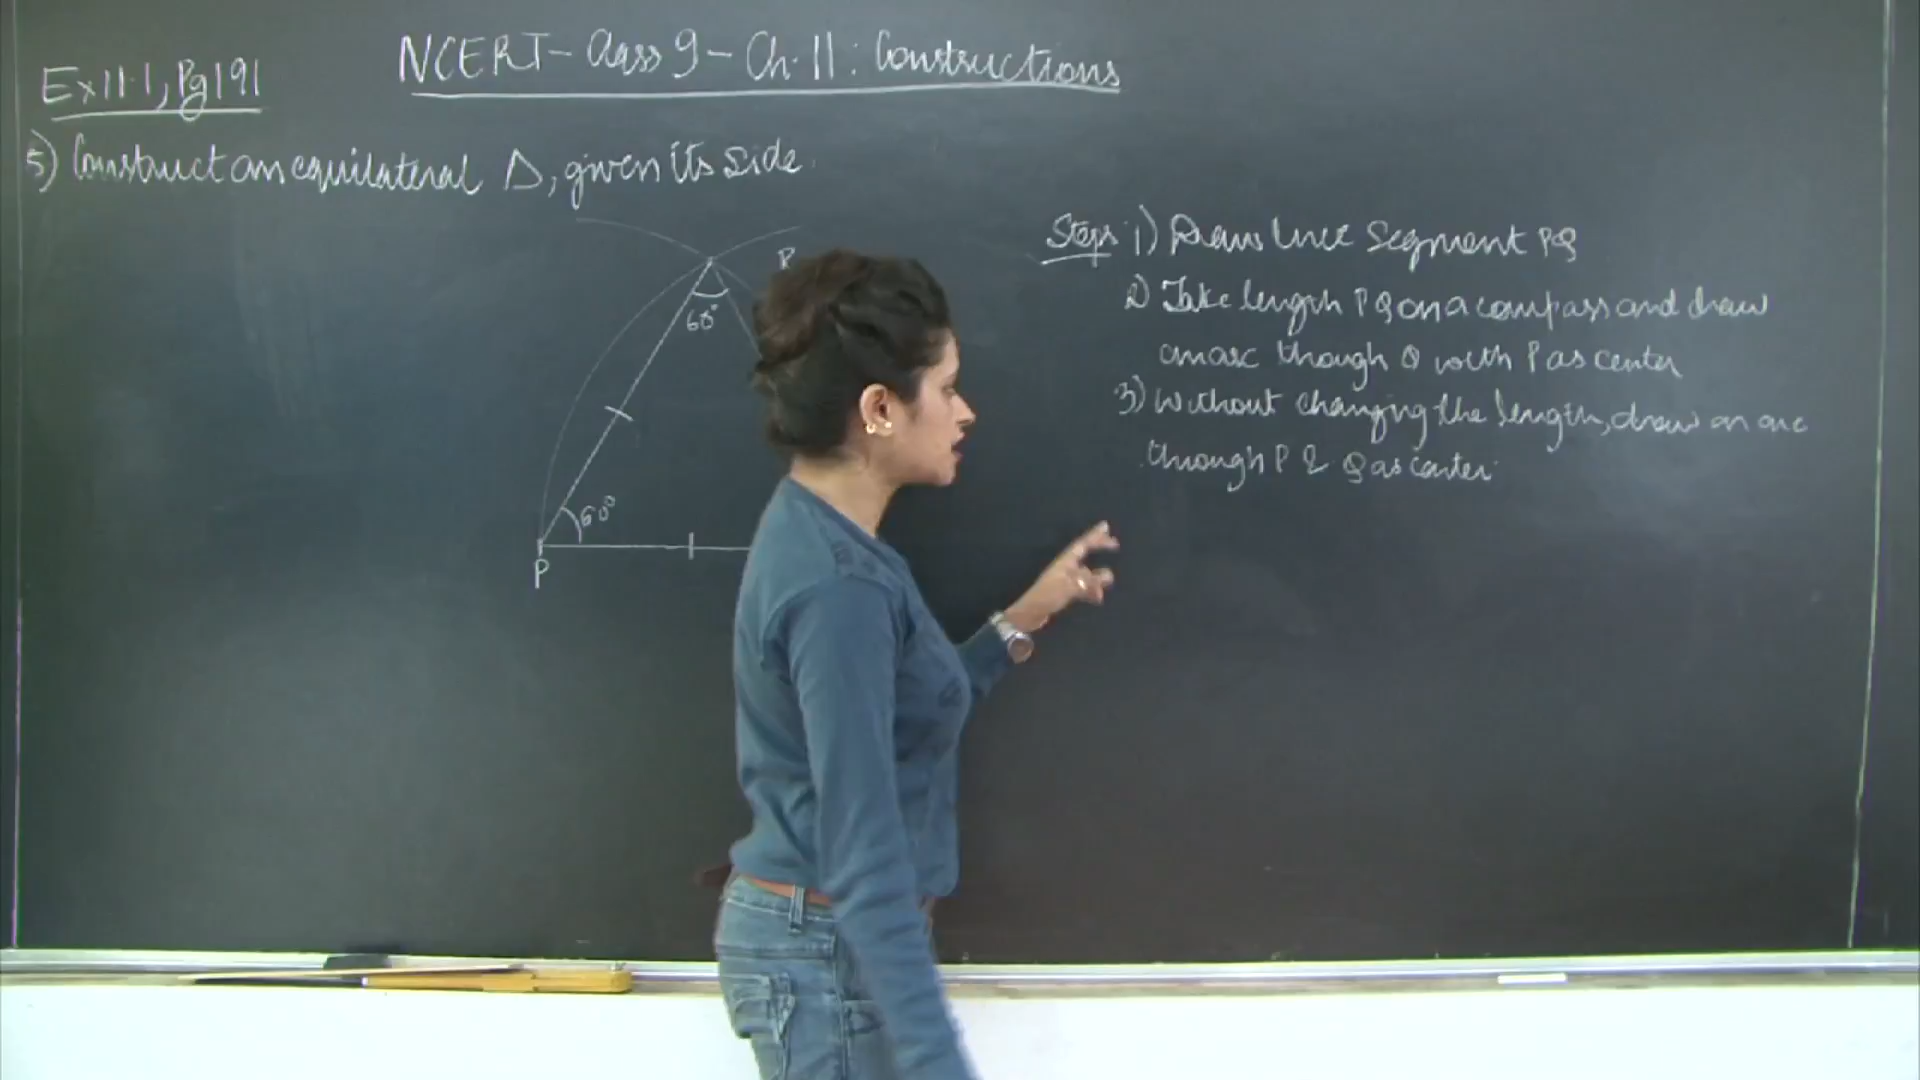 NCERT- Class 9 - Ch. 11 : Constructions
Ex 11.1, Pg 191
5) Construct an equilateral Δ, given its side.
R
60°
60°
P
Steps 1) Draw line segment PQ
2) Take length PQ on a compass and draw
an arc though Q with P as center
3) Without changing the length, draw an arc
through P & Q as center.